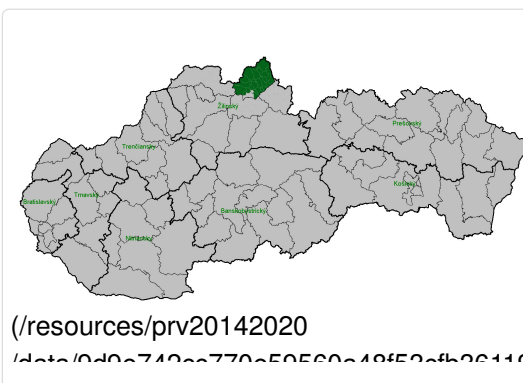 Žilinský
Prešovský
Trenčiansky
Košický
Trnavský
Bratislavský
Banskobystrický
Nitriansky
(/resources/prv20142020